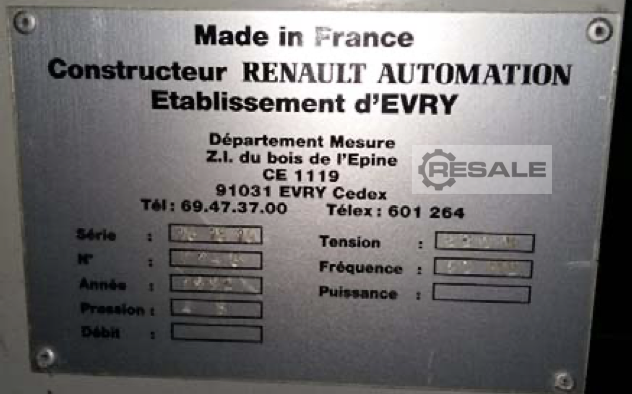 Made in France
Constructeur RENAULT AUTOMATION
Etablissement d'EVRY
Département Mesure
Z.I. du bois de l'Epine
CE 1119
91031 EVRY Cedex
Tél : 69.47.37.00 Télex : 601 264
RESALE
Série :
N° :
Année :
Pression :
Débit :
Tension :
Fréquence :
Puissance :